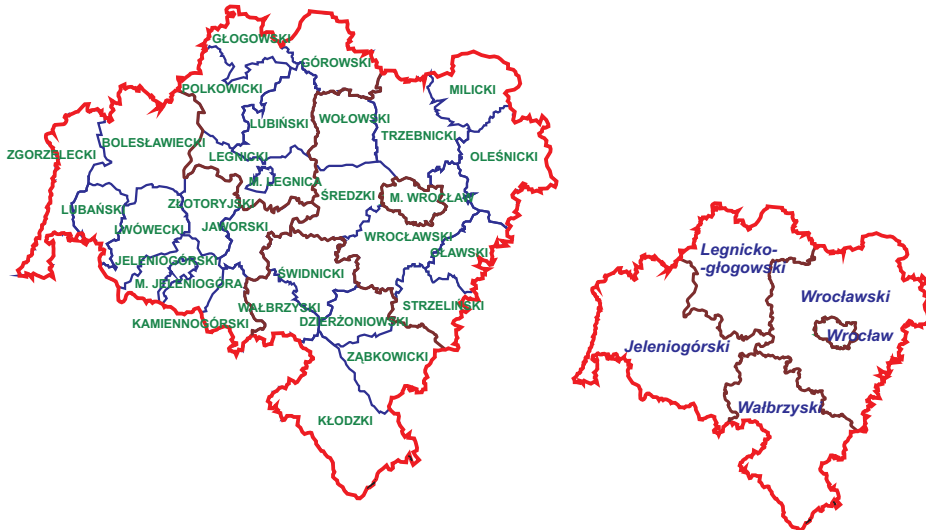 GŁOGOWSKI
GÓROWSKI
POLKOWICKI
MILICKI
LUBIŃSKI
WOŁOWSKI
TRZEBNICKI
BOLESŁAWIECKI
ZGORZELECKI
LEGNICKI
OLEŚNICKI
M. LEGNICA
ZŁOTORYJSKI
ŚREDZKI
M. WROCŁAW
LUBAŃSKI
LWÓWECKI
JAWORSKI
WROCŁAWSKI
OŁAWSKI
JELENIOGÓRSKI
ŚWIDNICKI
M. JELENIOGÓRA
WAŁBRZYSKI
STRZELIŃSKI
KAMIENNOGÓRSKI
DZIERŻONIOWSKI
ZĄBKOWICKI
KŁODZKI
Legnicko-
-głogowski
Wrocławski
Wrocław
Jeleniogórski
Wałbrzyski